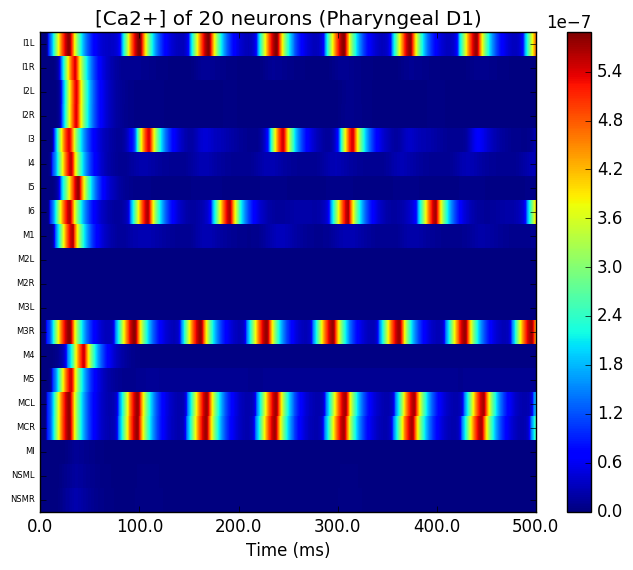 [Ca2+] of 20 neurons (Pharyngeal D1)
1e−7
I1L
I1R
I2L
I2R
I3
I4
I5
I6
M1
M2L
M2R
M3L
M3R
M4
M5
MCL
MCR
MI
NSML
NSMR
5.4
4.8
4.2
3.6
3.0
2.4
1.8
1.2
0.6
0.0
0.0 100.0 200.0 300.0 400.0 500.0
Time (ms)